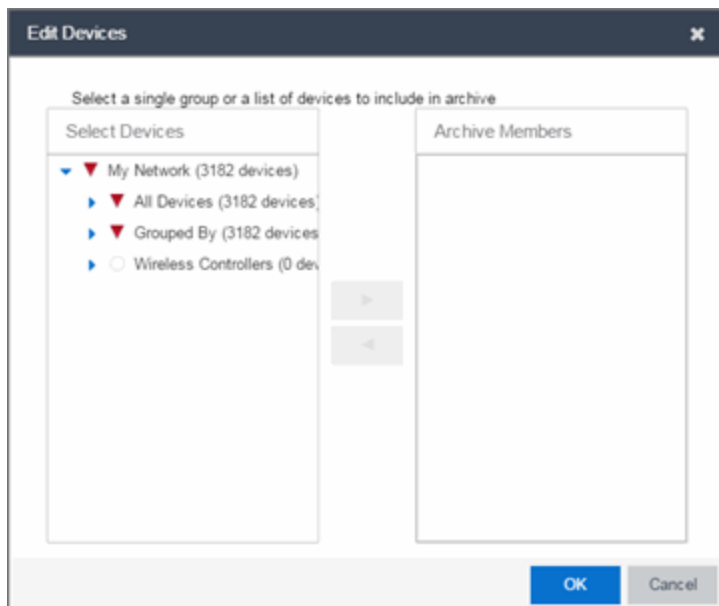 Edit Devices
Select a single group or a list of devices to include in archive
Select Devices
Archive Members
My Network (3182 devices)
All Devices (3182 devices)
Grouped By (3182 devices
Wireless Controllers (0 dev
OK
Cancel